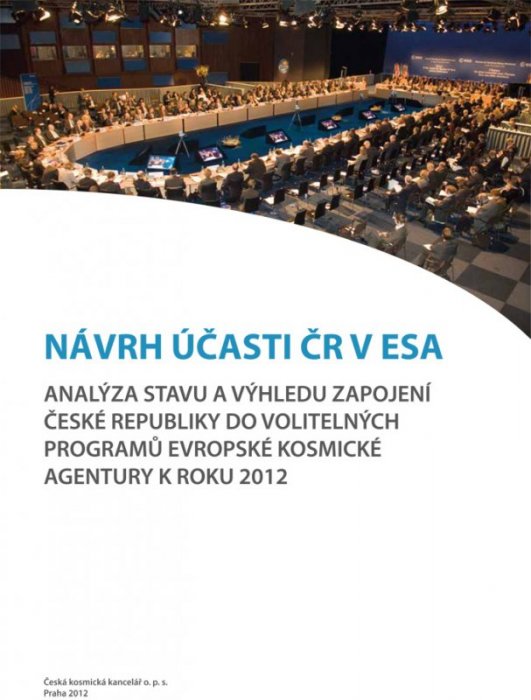 esa
NÁVRH ÚČASTI ČR V ESA
ANALÝZA STAVU A VÝHLEDU ZAPOJENÍ
ČESKÉ REPUBLIKY DO VOLITELNÝCH
PROGRAMŮ EVROPSKÉ KOSMICKÉ
AGENTURY K ROKU 2012
Česká kosmická kancelář o. p. s.
Praha 2012